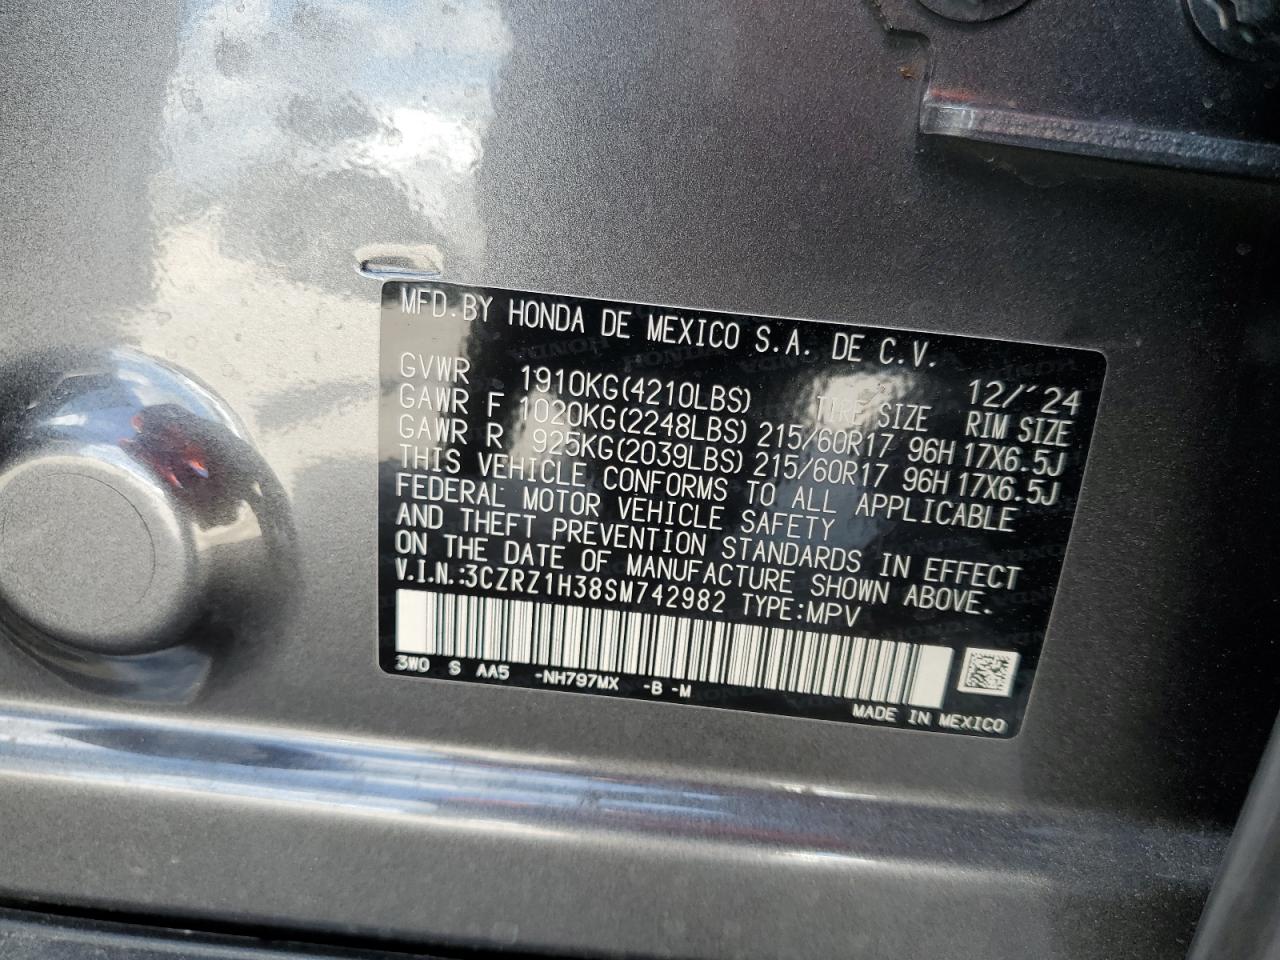 MFD.BY HONDA DE MEXICO S.A. DE C.V.
12/'24
GVWR 1910KG(4210LBS) TIRE SIZE RIM SIZE
GAWR F 1020KG(2248LBS) 215/60R17 96H 17X6.5J
GAWR R 925KG(2039LBS) 215/60R17 96H 17X6.5J
THIS VEHICLE CONFORMS TO ALL APPLICABLE
FEDERAL MOTOR VEHICLE SAFETY
AND THEFT PREVENTION STANDARDS IN EFFECT
ON THE DATE OF MANUFACTURE SHOWN ABOVE.
V.I.N.:3CZRZ1H38SM742982 TYPE:MPV
3W0 S AA5 -NH797MX -B -M
MADE IN MEXICO